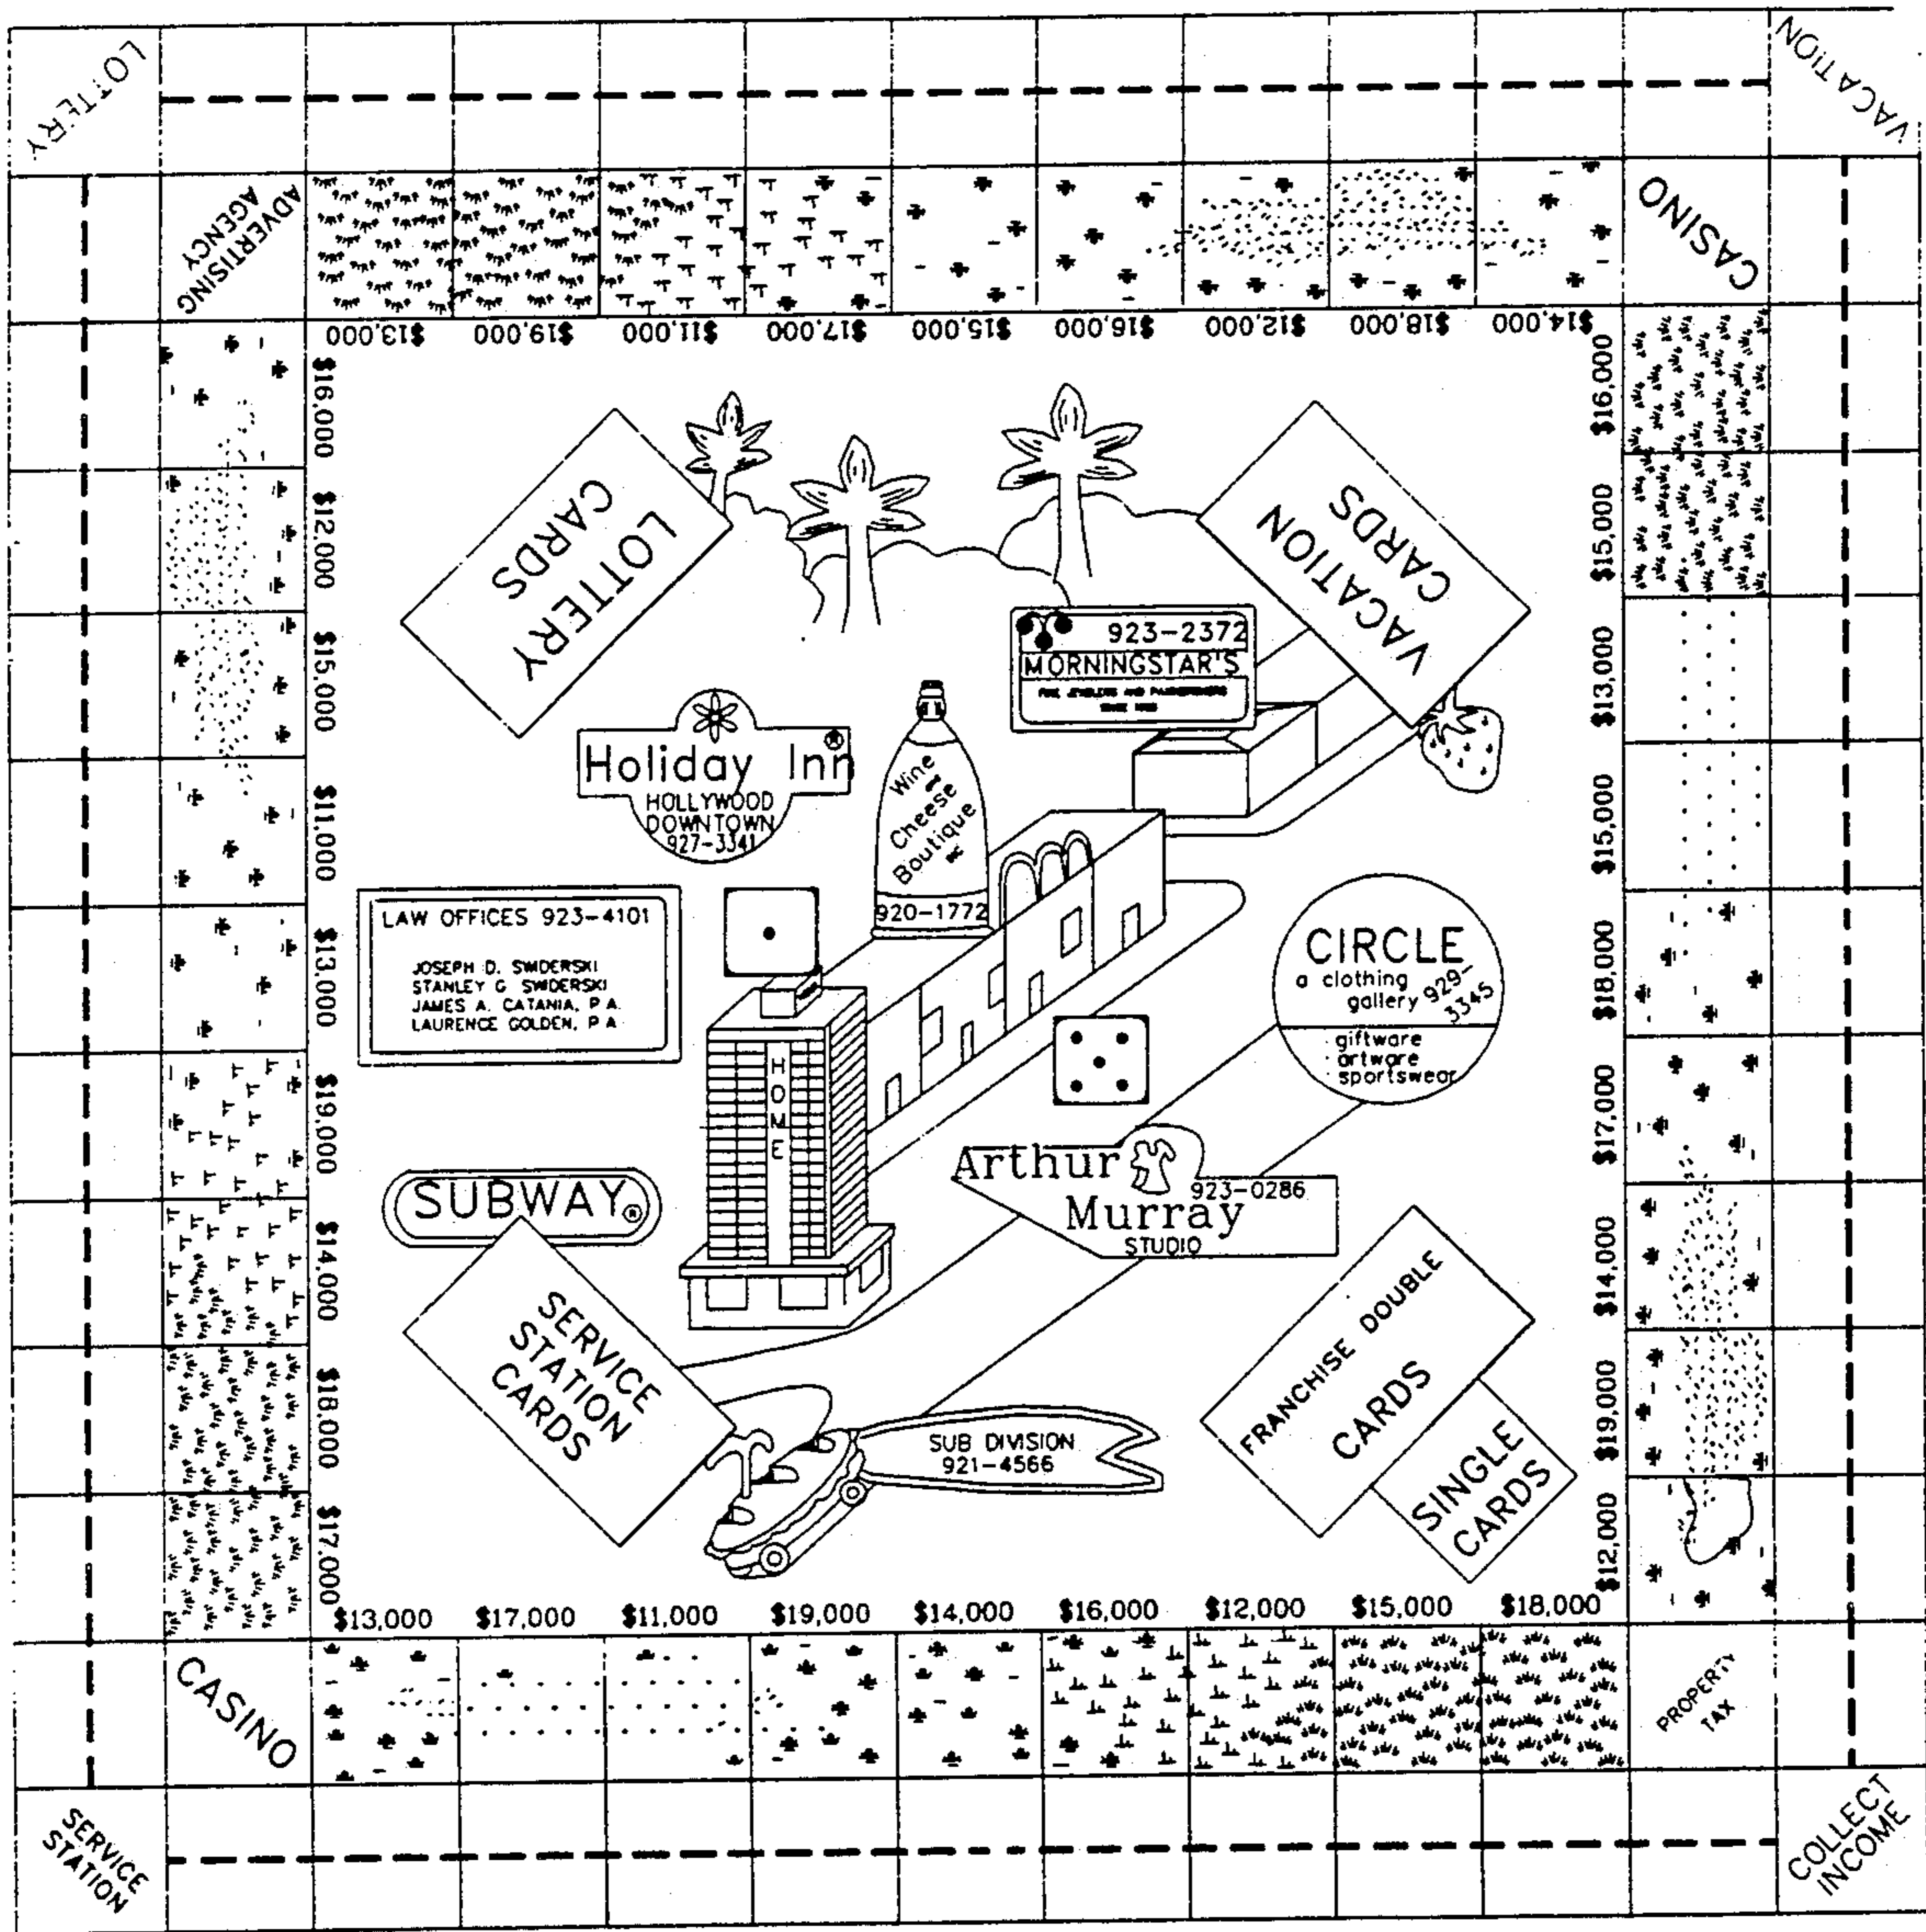 LOTTERY
VACATION
ADVERTISING
AGENCY
CASINO
$13,000
$19,000
$11,000
$17,000
$15,000
$16,000
$12,000
$18,000
$14,000
$16,000
$12,000
$15,000
$11,000
$13,000
$19,000
$14,000
$18,000
$17,000
$16,000
$15,000
$13,000
$15,000
$18,000
$17,000
$14,000
$19,000
$12,000
LOTTERY
CARDS
VACATION
CARDS
923-2372
MORNINGSTAR'S
Holiday Inn®
HOLLYWOOD
DOWNTOWN
927-3341
Wine
Cheese
Boutique
920-1772
LAW OFFICES 923-4101
JOSEPH D. SWIDERSKI
STANLEY G SWIDERSKI
JAMES A. CATANIA, P A.
LAURENCE GOLDEN, P A
CIRCLE
a clothing
gallery 929-
3345
giftware
artware
sportswear
HOME
SUBWAY®
Arthur
Murray
923-0286
STUDIO
SERVICE
STATION
CARDS
SUB DIVISION
921-4566
FRANCHISE DOUBLE
CARDS
SINGLE
CARDS
$13,000
$17,000
$11,000
$19,000
$14,000
$16,000
$12,000
$15,000
$18,000
CASINO
PROPERTY
TAX
SERVICE
STATION
COLLECT
INCOME